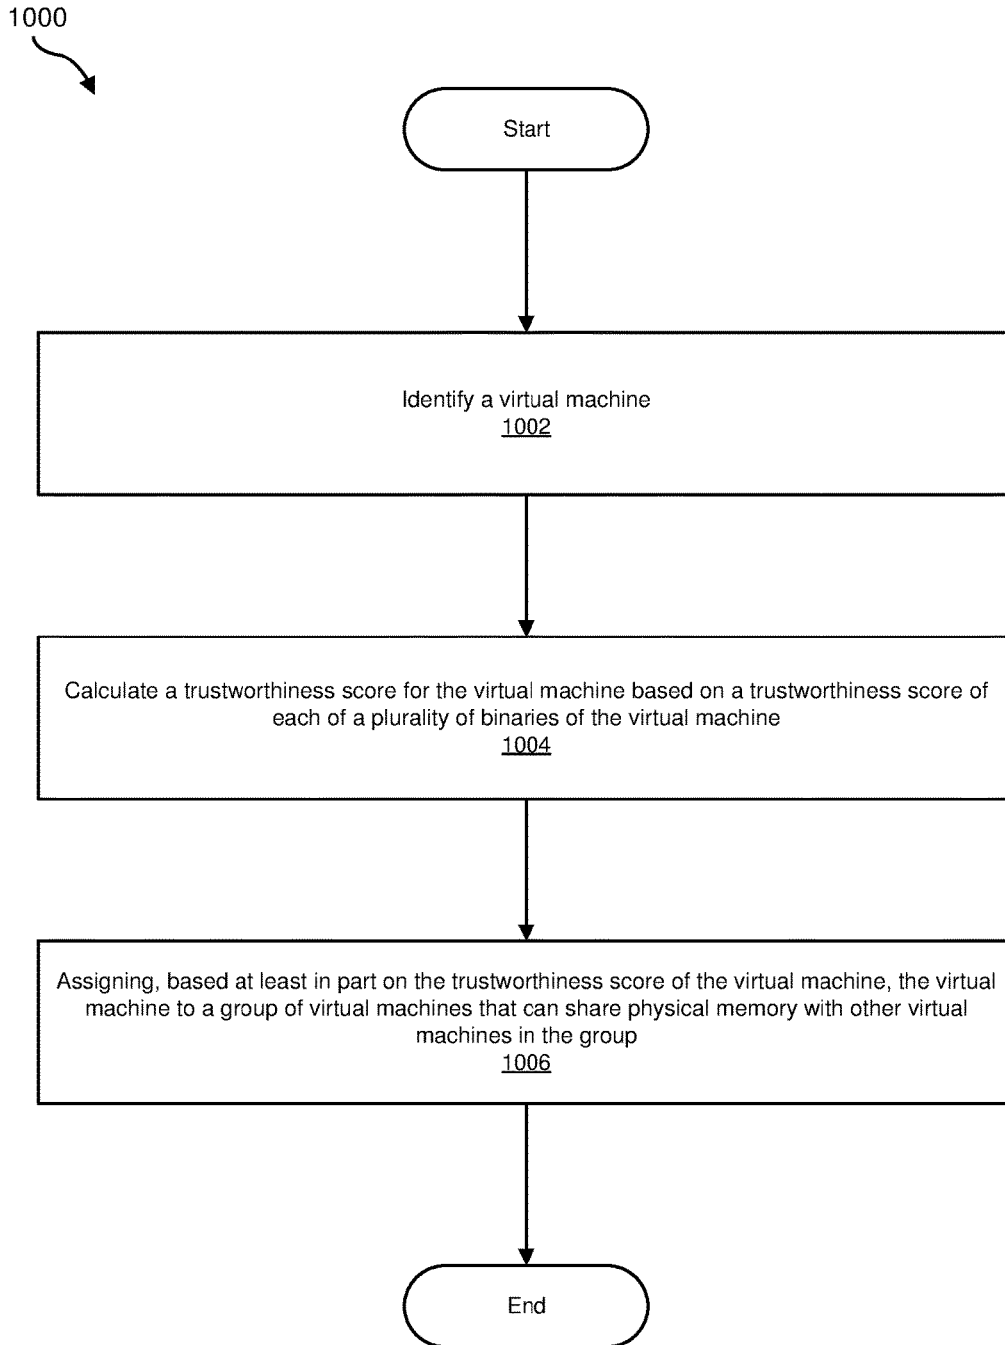 1000
Start
Identify a virtual machine
1002
Calculate a trustworthiness score for the virtual machine based on a trustworthiness score of
each of a plurality of binaries of the virtual machine
1004
Assigning, based at least in part on the trustworthiness score of the virtual machine, the virtual
machine to a group of virtual machines that can share physical memory with other virtual
machines in the group
1006
End